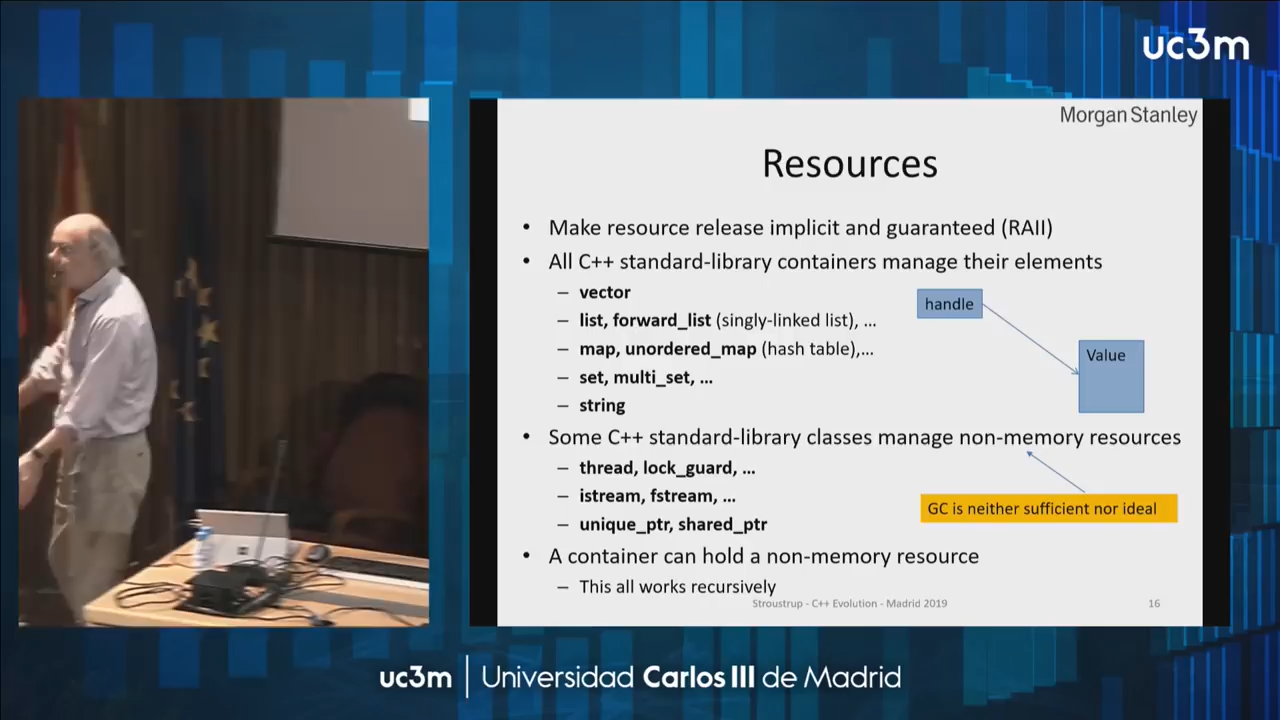 uc3m
Morgan Stanley
Resources
• Make resource release implicit and guaranteed (RAII)
• All C++ standard-library containers manage their elements
– vector
– list, forward_list (singly-linked list), …
– map, unordered_map (hash table),…
– set, multi_set, …
– string
handle
Value
• Some C++ standard-library classes manage non-memory resources
– thread, lock_guard, …
– istream, fstream, …
– unique_ptr, shared_ptr
GC is neither sufficient nor ideal
• A container can hold a non-memory resource
– This all works recursively
Stroustrup - C++ Evolution - Madrid 2019
16
uc3m | Universidad Carlos III de Madrid